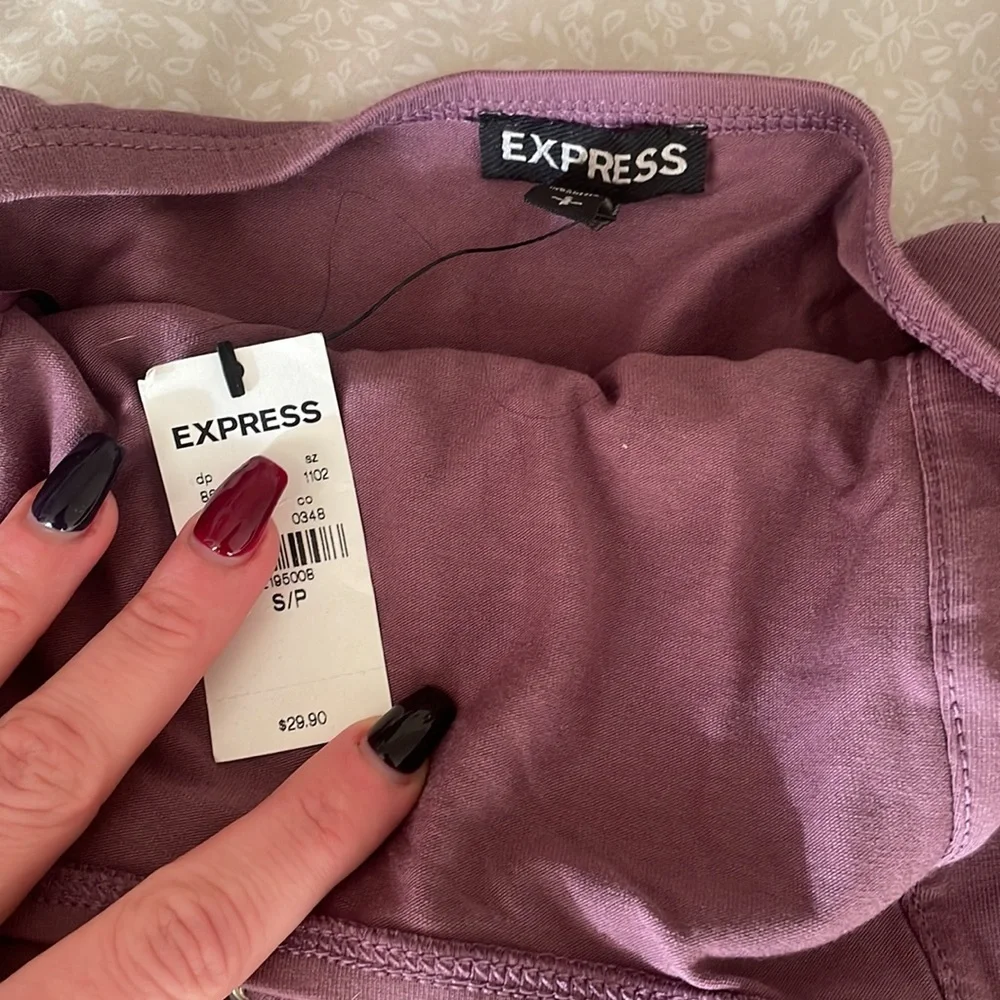 EXPRESS
EXPRESS
dp sz
1102
co
0348
195008
S/P
$29.90